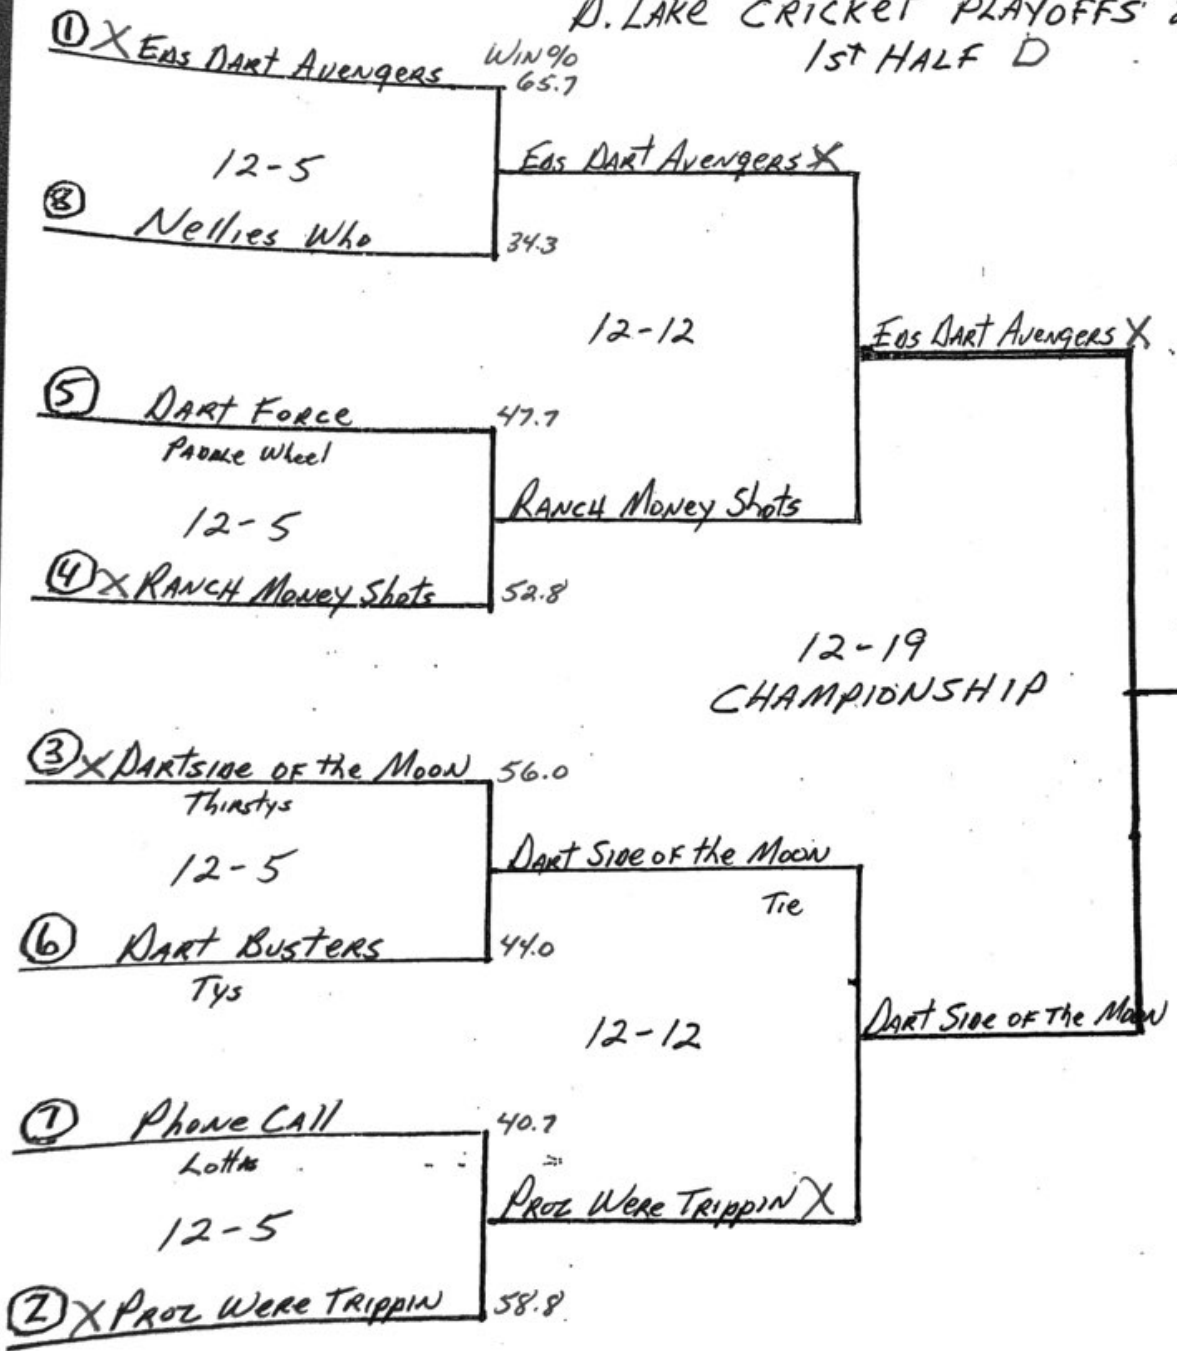 D. LAKE CRICKET PLAYOFFS
1st HALF D
① X EDS DART AVENGERS
WIN%
65.7
EDS DART AVENGERS X
12-5
⑧ Nellies Who
34.3
12-12
EDS DART AVENGERS X
⑤ DART FORCE
47.7
PADDLE Wheel
RANCH MONEY Shots
12-5
④ X RANCH MONEY Shots
52.8
12-19
CHAMPIONSHIP
③ X DARTSIDE OF the MOON
56.0
Thirstys
DART SIDE OF the MOON
12-5
Tie
⑥ DART BUSTERS
44.0
Tys
DART SIDE OF The MOON
12-12
⑦ Phone CAll
40.7
Lottas
PROZ WERE TRIPPIN X
12-5
② X PROZ WERE TRIPPIN
58.8